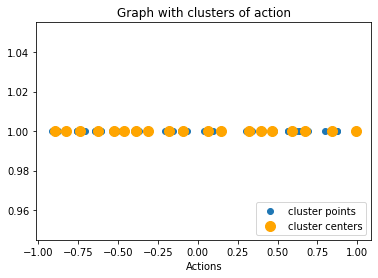 Graph with clusters of action
1.04
1.02
1.00
0.98
0.96
cluster points
cluster centers
−1.00 −0.75 −0.50 −0.25 0.00 0.25 0.50 0.75 1.00
Actions